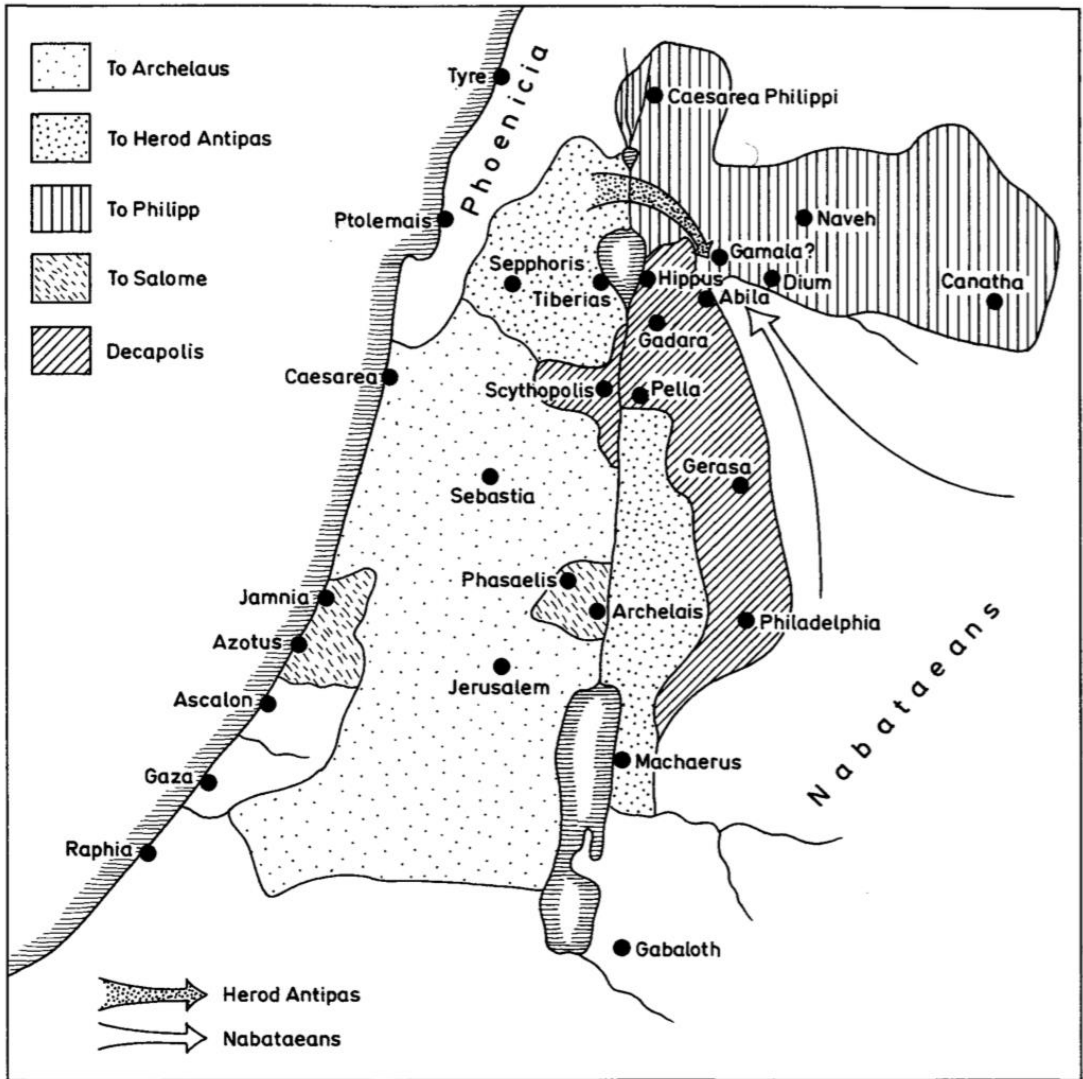 To Archelaus
To Herod Antipas
To Philipp
To Salome
Decapolis
Tyre
Phoenicia
Caesarea Philippi
Ptolemais
Naveh
Gamala?
Sepphoris
Hippus
Dium
Canatha
Tiberias
Abila
Gadara
Caesarea
Scythopolis
Pella
Gerasa
Sebastia
Phasaelis
Jamnia
Archelais
Philadelphia
Azotus
Jerusalem
Ascalon
Nabataeans
Machaerus
Gaza
Raphia
Gabaloth
Herod Antipas
Nabataeans